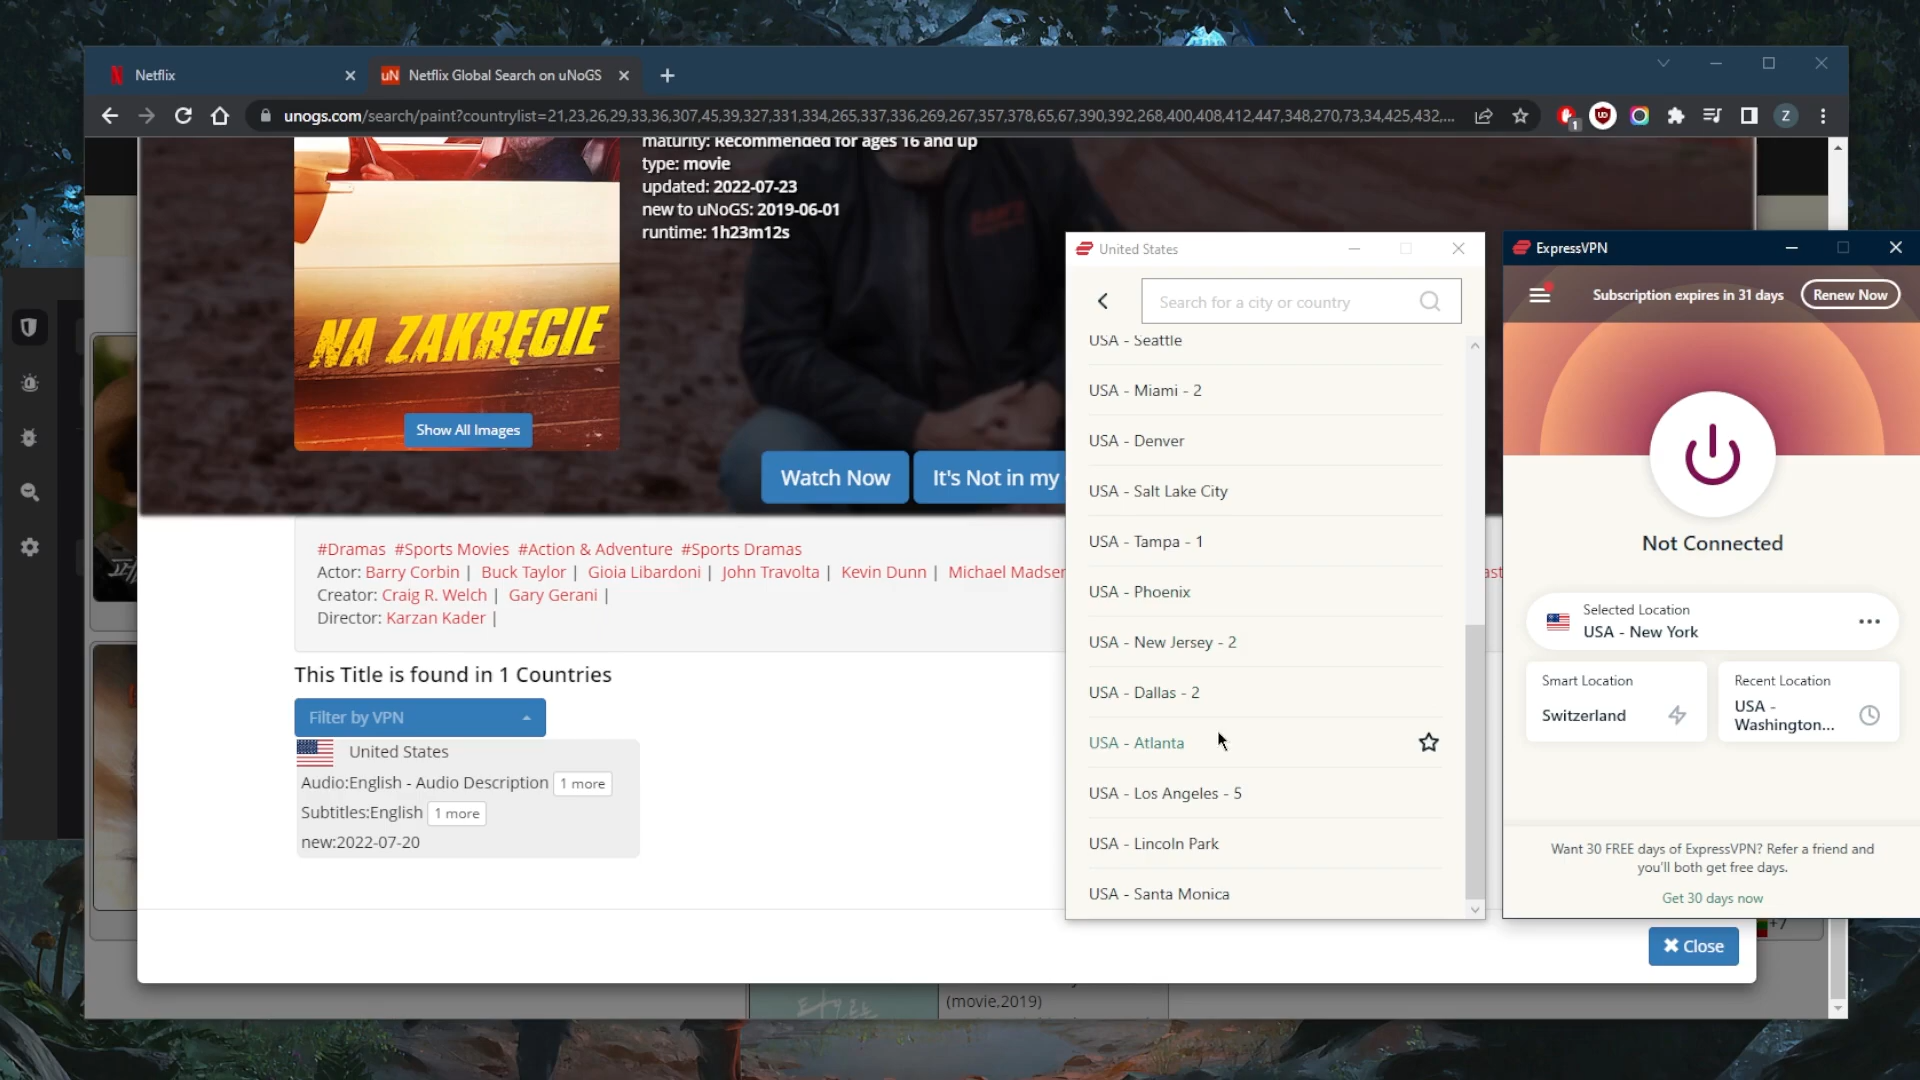 Netflix
uN Netflix Global Search on uNoGS
unogs.com/search/paint?countrylist=21,23,26,29,33,36,307,45,39,327,331,334,265,337,336,269,267,357,378,65,67,390,392,268,400,408,412,447,348,270,73,34,425,432,...
1
Z
maturity: Recommended for ages 16 and up
type: movie
updated: 2022-07-23
new to uNoGS: 2019-06-01
runtime: 1h23m12s
NA ZAKRĘCIE
Show All Images
Watch Now
It's Not in my
#Dramas #Sports Movies #Action & Adventure #Sports Dramas
Actor: Barry Corbin | Buck Taylor | Gioia Libardoni | John Travolta | Kevin Dunn | Michael Madser
Creator: Craig R. Welch | Gary Gerani |
Director: Karzan Kader |
This Title is found in 1 Countries
Filter by VPN
United States
Audio:English - Audio Description 1 more
Subtitles:English 1 more
new:2022-07-20
Close
+7
(movie,2019)
United States
Search for a city or country
USA - Seattle
USA - Miami - 2
USA - Denver
USA - Salt Lake City
USA - Tampa - 1
USA - Phoenix
USA - New Jersey - 2
USA - Dallas - 2
USA - Atlanta
USA - Los Angeles - 5
USA - Lincoln Park
USA - Santa Monica
ExpressVPN
Subscription expires in 31 days
Renew Now
Not Connected
Selected Location
USA - New York
Smart Location
Switzerland
Recent Location
USA -
Washington...
Want 30 FREE days of ExpressVPN? Refer a friend and
you'll both get free days.
Get 30 days now